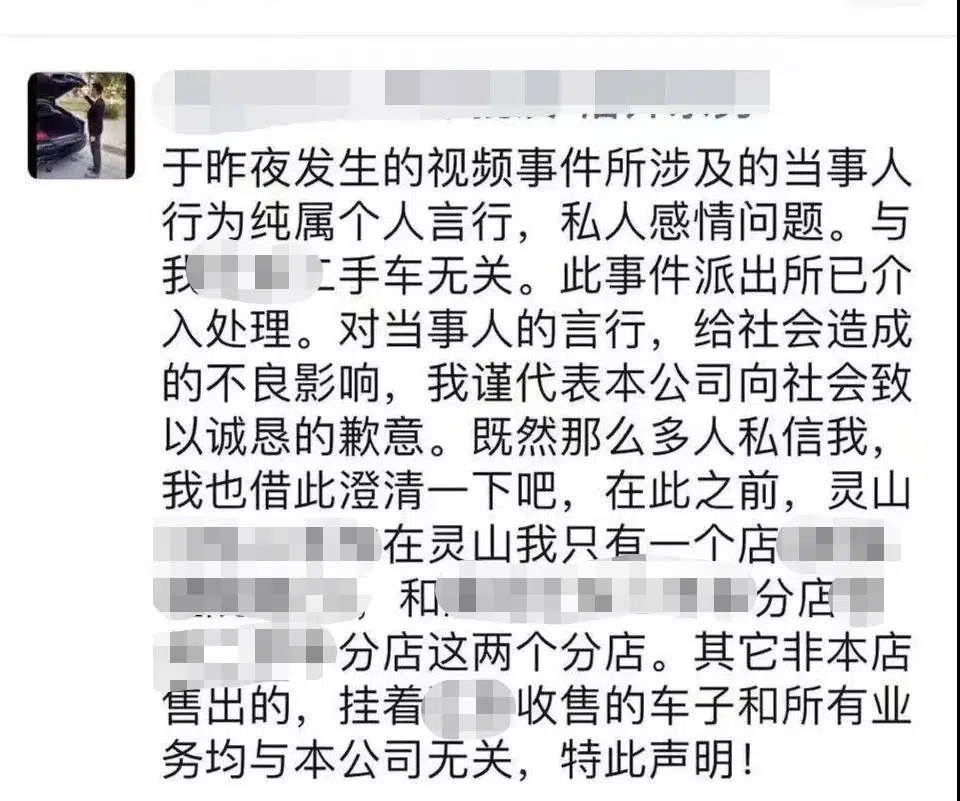 于昨夜发生的视频事件所涉及的当事人
行为纯属个人言行，私人感情问题。与
我二手车无关。此事件派出所已介
入处理。对当事人的言行，给社会造成
的不良影响，我谨代表本公司向社会致
以诚恳的歉意。既然那么多人私信我，
我也借此澄清一下吧，在此之前，灵山
在灵山我只有一个店
，和分店
分店这两个分店。其它非本店
售出的，挂着收售的车子和所有业
务均与本公司无关，特此声明！